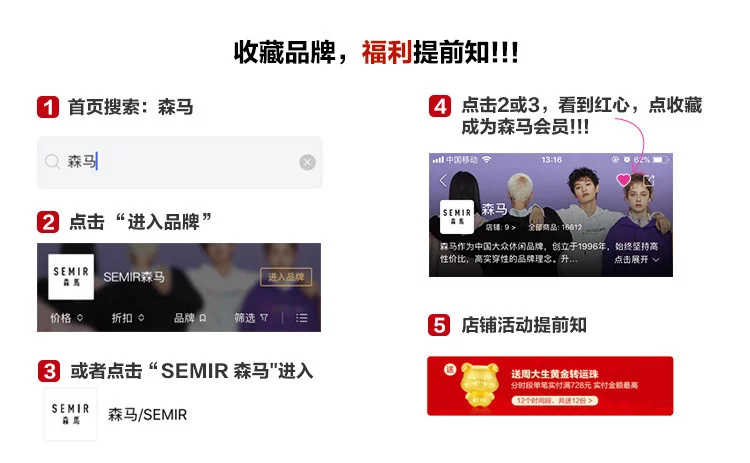 收藏品牌，福利提前知!!!
1 首页搜索：森马
森马
2 点击“进入品牌”
SEMIR
森馬
SEMIR森马
进入品牌
价格
折扣
品牌
筛选
3 或者点击“SEMIR 森马"进入
SEMIR
森馬
森马/SEMIR
4 点击2或3，看到红心，点收藏
成为森马会员!!!
中国移动
13:16
62%
SEMIR
森馬
森马
店铺: 9 >
全部商品: 16612
森马作为中国大众休闲品牌，创立于1996年，始终坚持高
性价比，高实穿性的品牌理念。升...
点击展开
5 店铺活动提前知
送
送周大生黄金转运珠
分时段单笔实付满728元 实付金额最高
12个时间段，共送12份 >